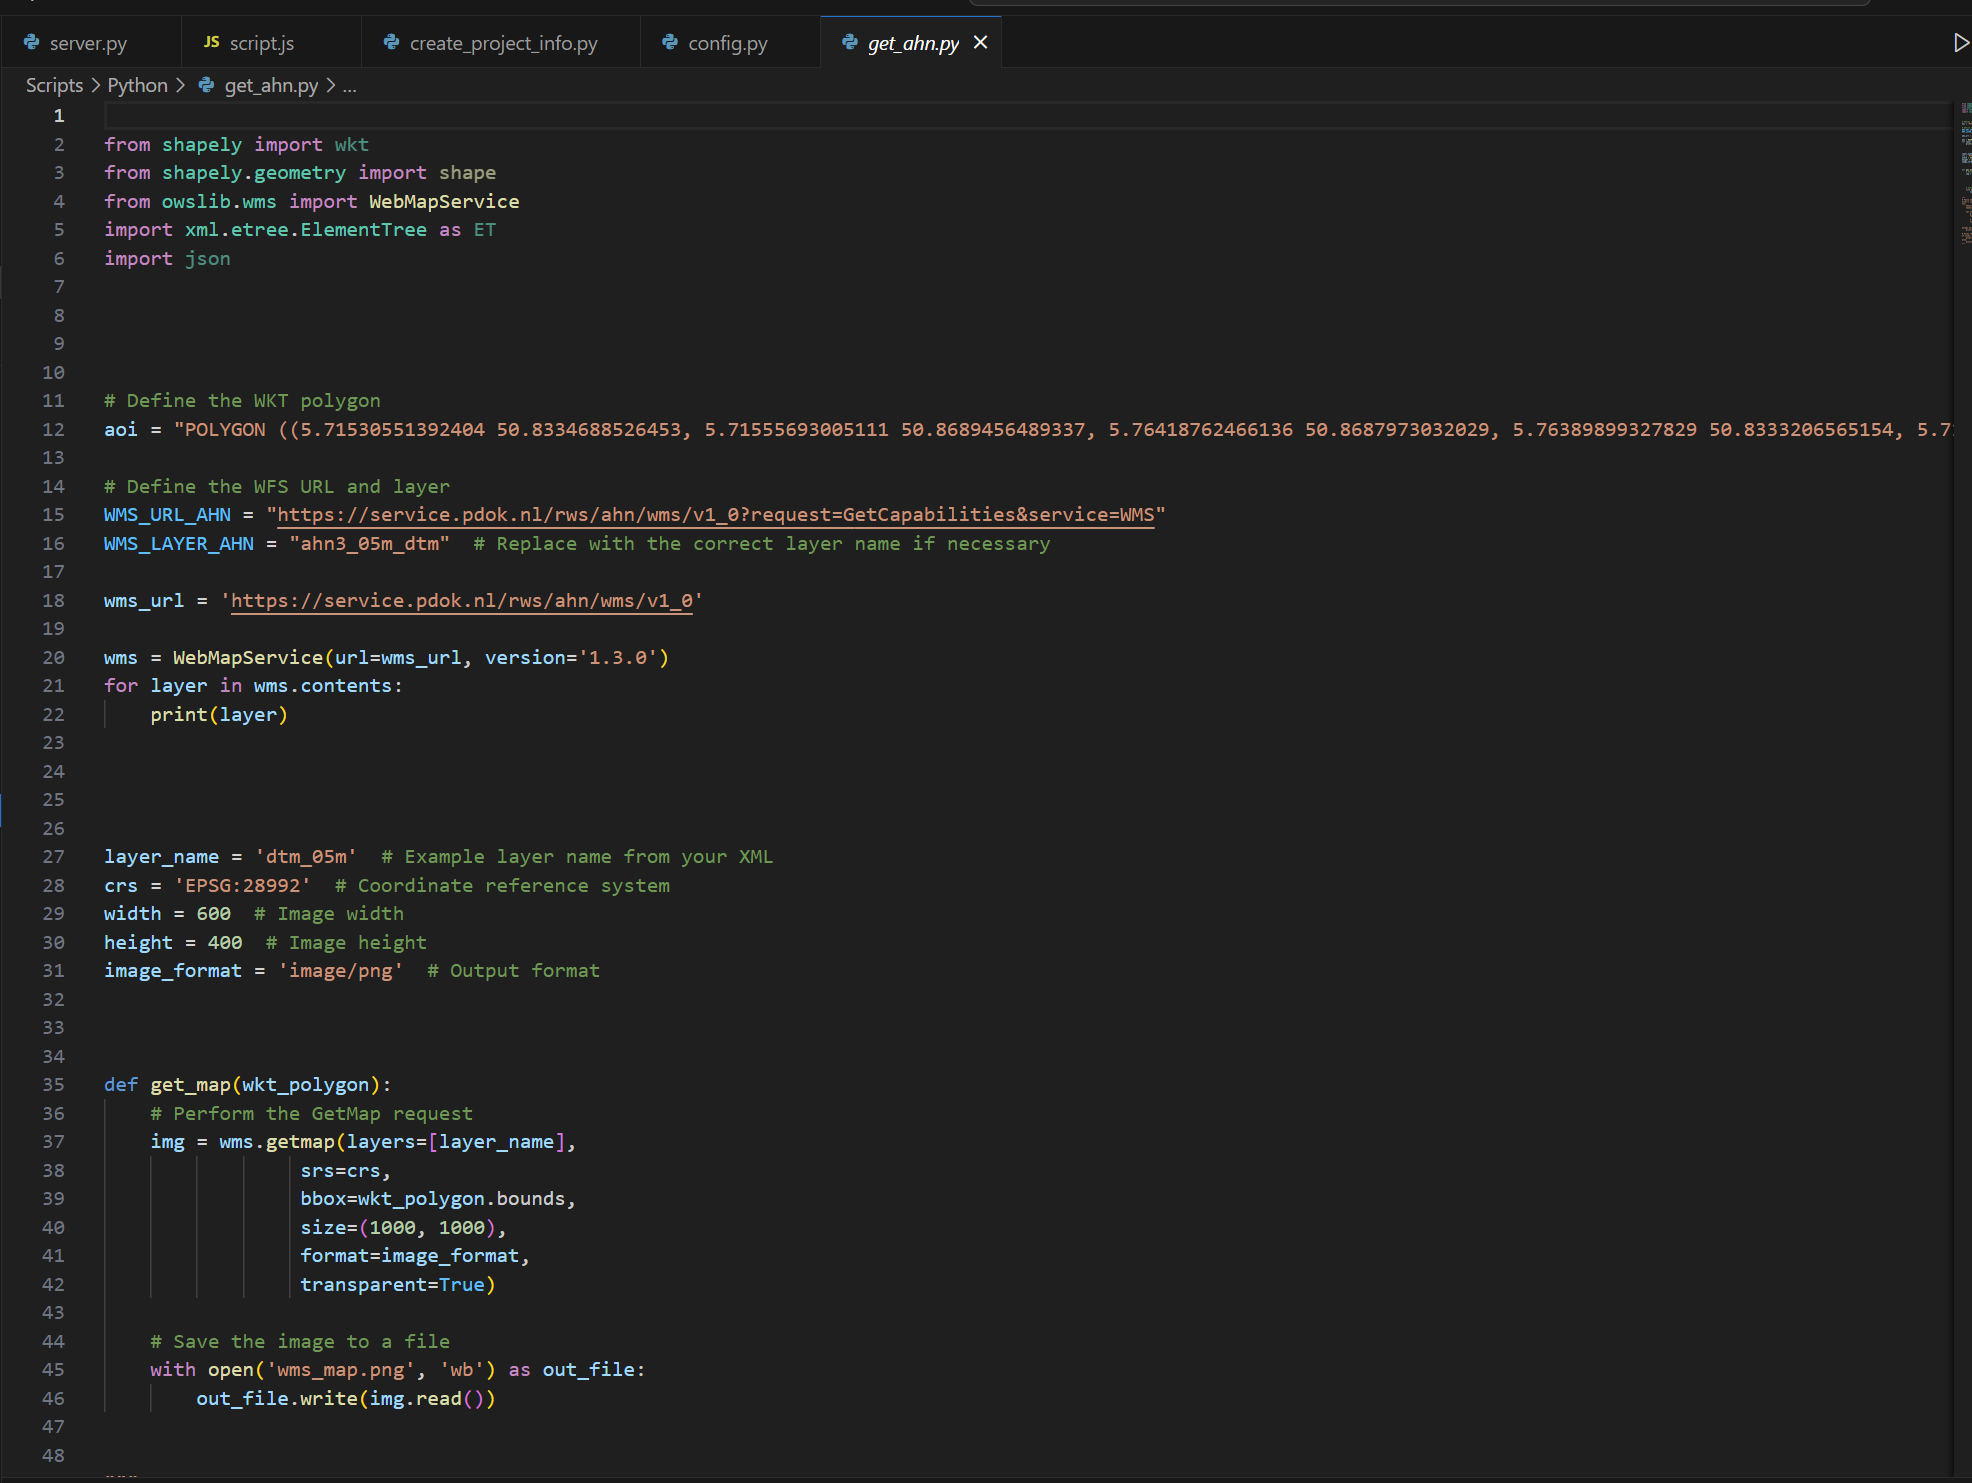 server.py
JS script.js
create_project_info.py
config.py
get_ahn.py
Scripts > Python > get_ahn.py > ...
1
2 from shapely import wkt
3 from shapely.geometry import shape
4 from owslib.wms import WebMapService
5 import xml.etree.ElementTree as ET
6 import json
7
8
9
10
11 # Define the WKT polygon
12 aoi = "POLYGON ((5.71530551392404 50.8334688526453, 5.71555693005111 50.8689456489337, 5.76418762466136 50.8687973032029, 5.76389899327829 50.8333206565154, 5.7
13
14 # Define the WFS URL and layer
15 WMS_URL_AHN = "https://service.pdok.nl/rws/ahn/wms/v1_0?request=GetCapabilities&service=WMS"
16 WMS_LAYER_AHN = "ahn3_05m_dtm"  # Replace with the correct layer name if necessary
17
18 wms_url = 'https://service.pdok.nl/rws/ahn/wms/v1_0'
19
20 wms = WebMapService(url=wms_url, version='1.3.0')
21 for layer in wms.contents:
22     print(layer)
23
24
25
26
27 layer_name = 'dtm_05m'  # Example layer name from your XML
28 crs = 'EPSG:28992'  # Coordinate reference system
29 width = 600  # Image width
30 height = 400  # Image height
31 image_format = 'image/png'  # Output format
32
33
34
35 def get_map(wkt_polygon):
36     # Perform the GetMap request
37     img = wms.getmap(layers=[layer_name],
38                  srs=crs,
39                  bbox=wkt_polygon.bounds,
40                  size=(1000, 1000),
41                  format=image_format,
42                  transparent=True)
43
44     # Save the image to a file
45     with open('wms_map.png', 'wb') as out_file:
46         out_file.write(img.read())
47
48